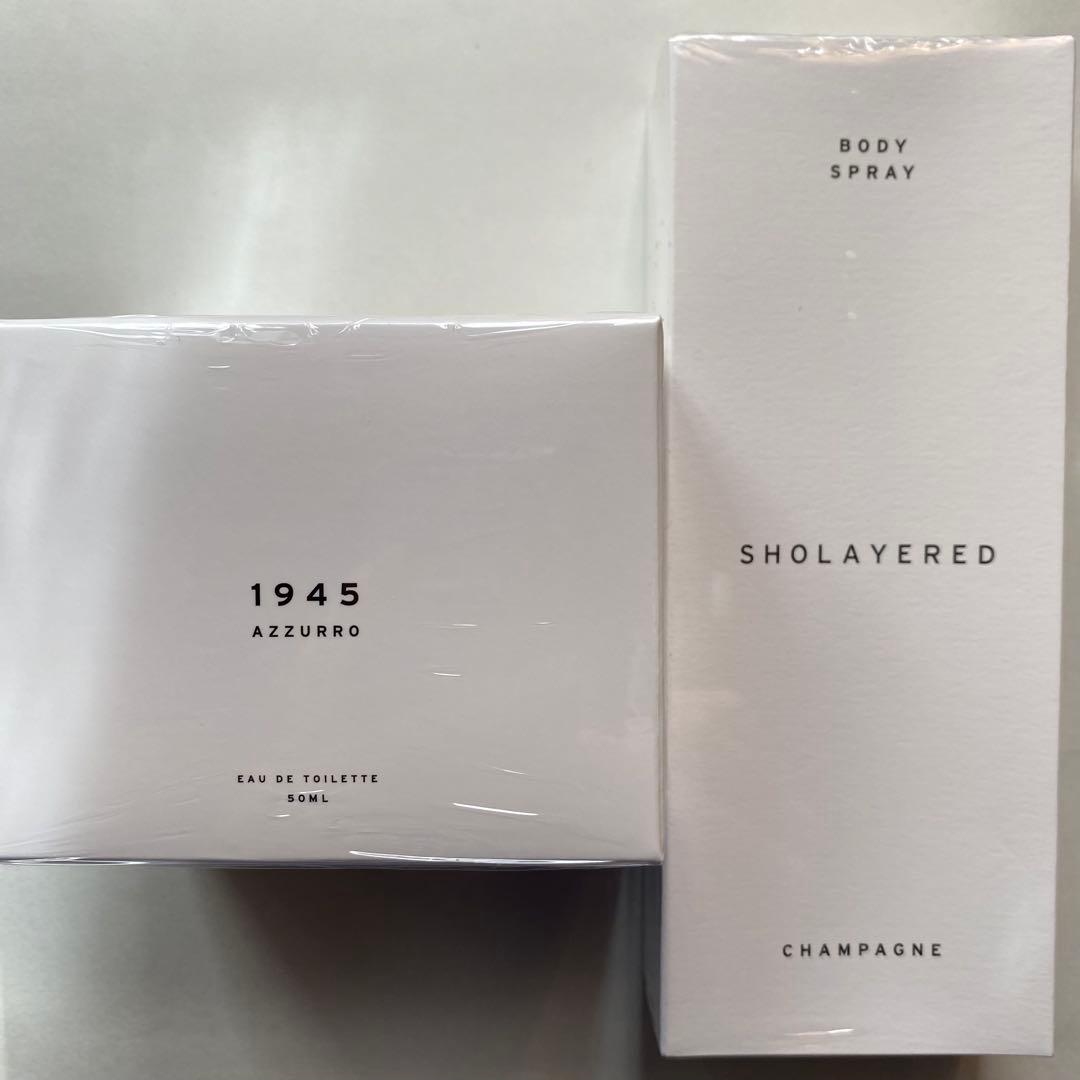 1945
AZZURRO
EAU DE TOILETTE
50ML
BODY
SPRAY
SHOLAYERED
CHAMPAGNE